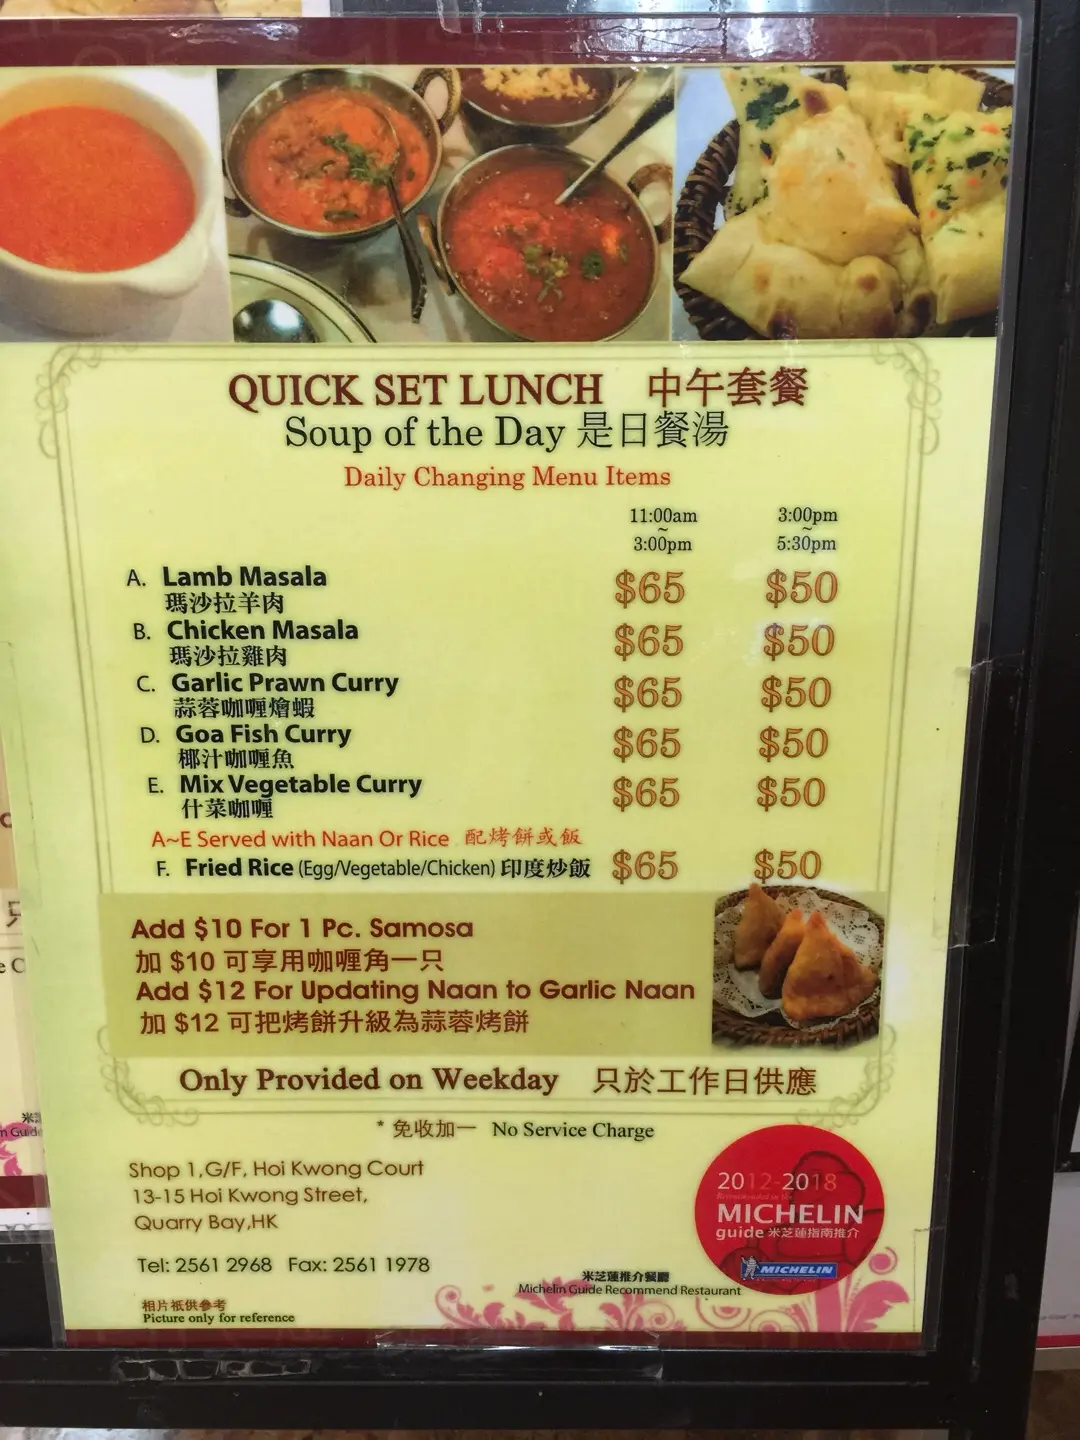 QUICK SET LUNCH 中午套餐
Soup of the Day 是日餐湯
Daily Changing Menu Items
11:00am ~ 3:00pm
3:00pm ~ 5:30pm
A. Lamb Masala $65 $50
瑪沙拉羊肉
B. Chicken Masala $65 $50
瑪沙拉雞肉
C. Garlic Prawn Curry $65 $50
蒜蓉咖喱燴蝦
D. Goa Fish Curry $65 $50
椰汁咖喱魚
E. Mix Vegetable Curry $65 $50
什菜咖喱
A~E Served with Naan Or Rice 配烤餅或飯
F. Fried Rice (Egg/Vegetable/Chicken) 印度炒飯 $65 $50
Add $10 For 1 Pc. Samosa
加 $10 可享用咖喱角一只
Add $12 For Updating Naan to Garlic Naan
加 $12 可把烤餅升級為蒜蓉烤餅
Only Provided on Weekday 只於工作日供應
* 免收加一 No Service Charge
Shop 1,G/F, Hoi Kwong Court
13-15 Hoi Kwong Street,
Quarry Bay,HK
Tel: 2561 2968 Fax: 2561 1978
相片衹供參考
Picture only for reference
2012-2018
Recommended in the
MICHELIN
guide 米芝蓮指南推介
MICHELIN
米芝蓮推介餐廳
Michelin Guide Recommend Restaurant